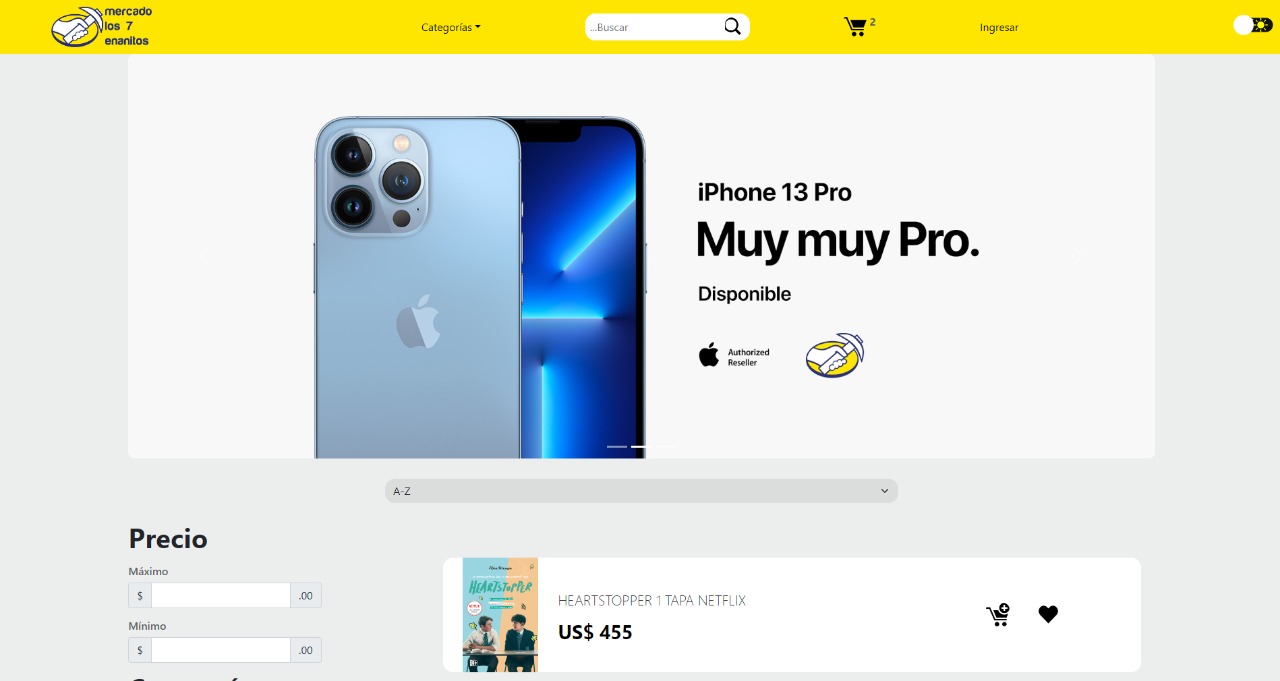 mercado
los 7
enanitos
Categorías
...Buscar
2
Ingresar
iPhone 13 Pro
Muy muy Pro.
Disponible
Authorized
Reseller
A-Z
Precio
Máximo
$ .00
Mínimo
$ .00
HEARTSTOPPER
HEARTSTOPPER 1 TAPA NETFLIX
US$ 455